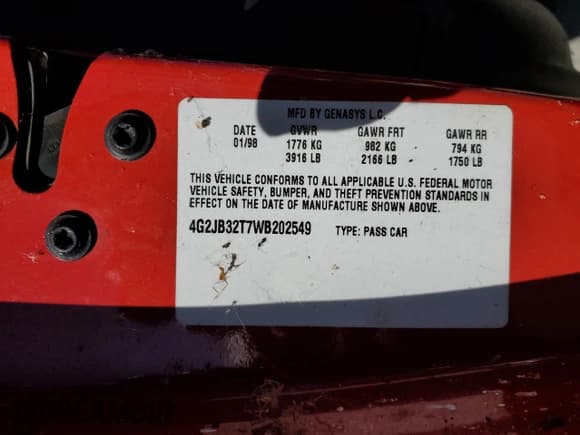 MFD BY GENASYS L.C.
DATE GVWR GAWR FRT GAWR RR
01/98 1776 KG 982 KG 794 KG
3916 LB 2166 LB 1750 LB
THIS VEHICLE CONFORMS TO ALL APPLICABLE U.S. FEDERAL MOTOR
VEHICLE SAFETY, BUMPER, AND THEFT PREVENTION STANDARDS IN
EFFECT ON THE DATE OF MANUFACTURE SHOWN ABOVE.
4G2JB32T7WB202549 TYPE: PASS CAR